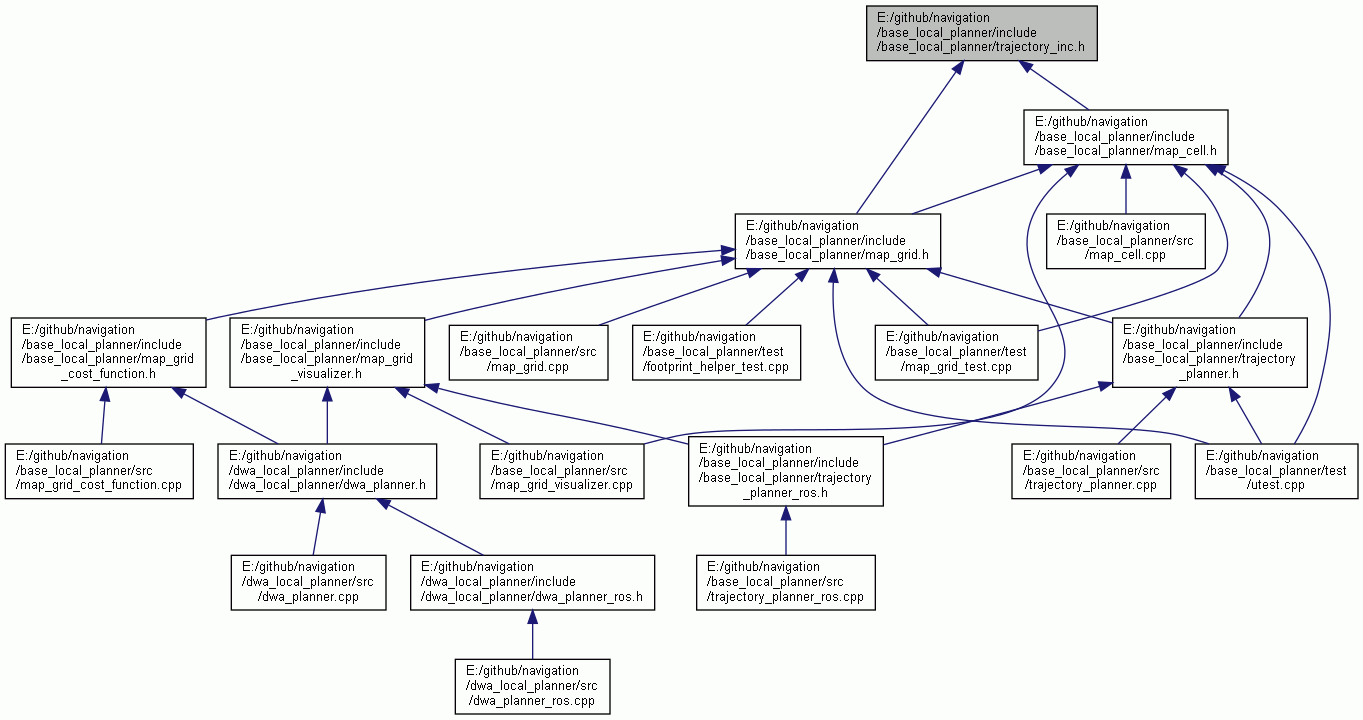 E:/github/navigation
/base_local_planner/include
/base_local_planner/trajectory_inc.h
E:/github/navigation
/base_local_planner/include
/base_local_planner/map_cell.h
E:/github/navigation
/base_local_planner/include
/base_local_planner/map_grid.h
E:/github/navigation
/base_local_planner/src
/map_cell.cpp
E:/github/navigation
/base_local_planner/include
/base_local_planner/map_grid
_cost_function.h
E:/github/navigation
/base_local_planner/include
/base_local_planner/map_grid
_visualizer.h
E:/github/navigation
/base_local_planner/src
/map_grid.cpp
E:/github/navigation
/base_local_planner/test
/footprint_helper_test.cpp
E:/github/navigation
/base_local_planner/test
/map_grid_test.cpp
E:/github/navigation
/base_local_planner/include
/base_local_planner/trajectory
_planner.h
E:/github/navigation
/base_local_planner/src
/map_grid_cost_function.cpp
E:/github/navigation
/dwa_local_planner/include
/dwa_local_planner/dwa_planner.h
E:/github/navigation
/base_local_planner/src
/map_grid_visualizer.cpp
E:/github/navigation
/base_local_planner/include
/base_local_planner/trajectory
_planner_ros.h
E:/github/navigation
/base_local_planner/src
/trajectory_planner.cpp
E:/github/navigation
/base_local_planner/test
/utest.cpp
E:/github/navigation
/dwa_local_planner/src
/dwa_planner.cpp
E:/github/navigation
/dwa_local_planner/include
/dwa_local_planner/dwa_planner_ros.h
E:/github/navigation
/base_local_planner/src
/trajectory_planner_ros.cpp
E:/github/navigation
/dwa_local_planner/src
/dwa_planner_ros.cpp